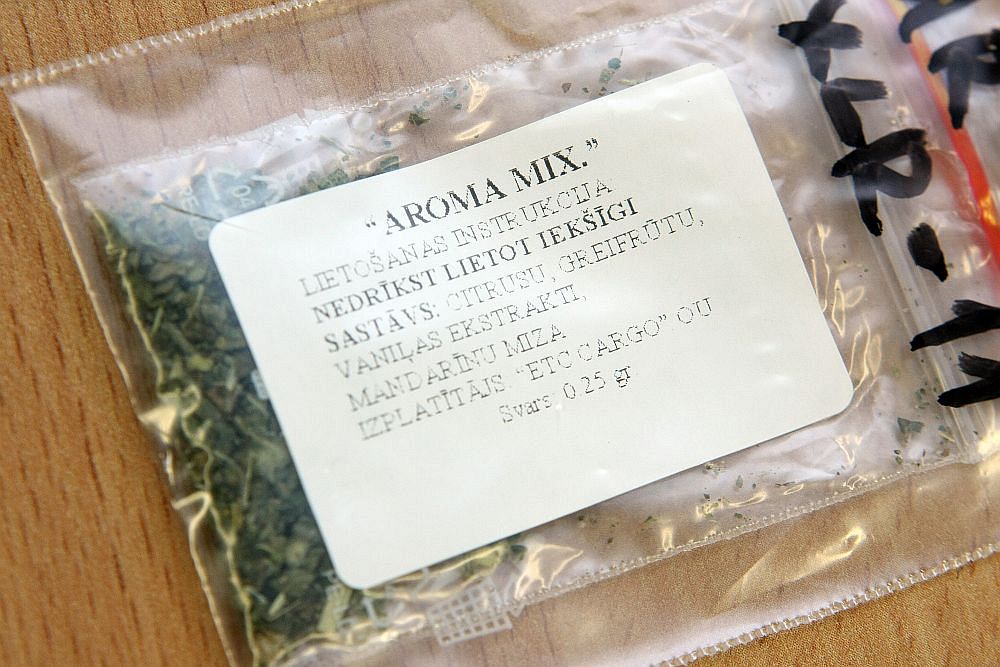 “AROMA MIX.”
LIETOŠANAS INSTRUKCIJA:
NEDRĪKST LIETOT IEKŠĪGI
SASTĀVS: CITRUSU, GREIFRŪTU,
VANIĻAS EKSTRAKTI,
MANDARĪNU MIZA
IZPLATĪTĀJS: “ETC CARGO” OU
Svars 0.25 gr